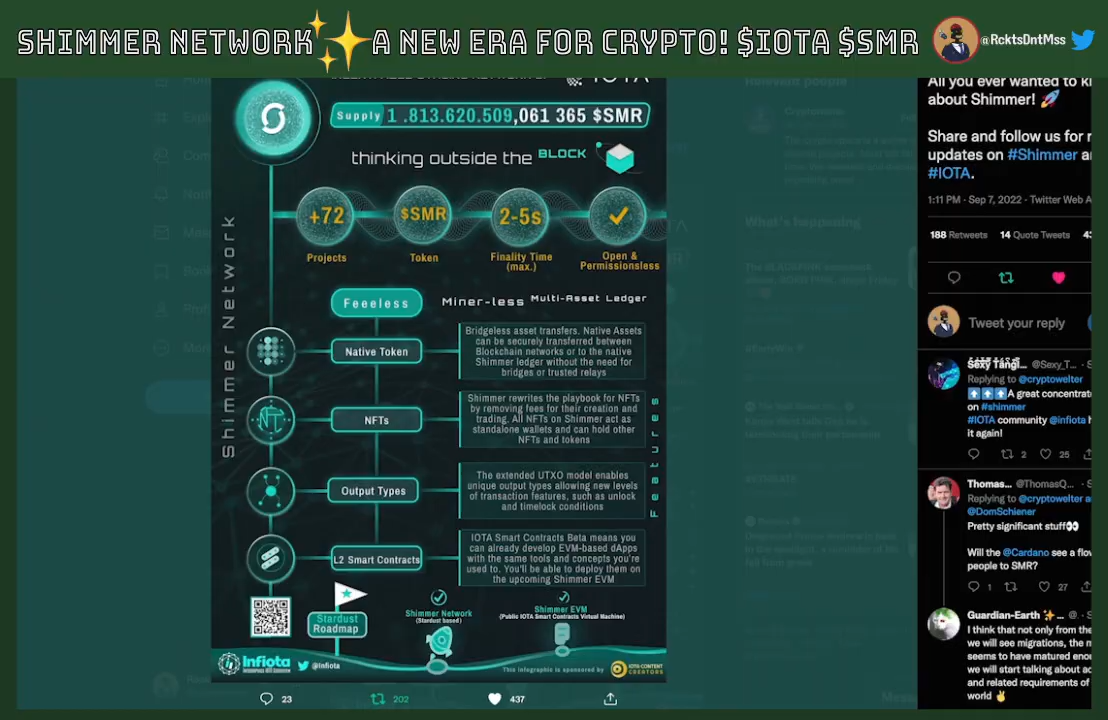 SHIMMER NETWORK✨A NEW ERA FOR CRYPTO! $IOTA $SMR
@RcktsDntMss
IOTA
Supply 1 .813.620.509,061 365 $SMR
thinking outside the BLOCK
+72
$SMR
2-5s
Projects
Token
Finality Time
(max.)
Open &
Permissionless
Shimmer Network
Feeeless
Miner-less
Multi-Asset Ledger
Native Token
Bridgeless asset transfers. Native Assets
can be securely transferred between
Blockchain networks or to the native
Shimmer ledger without the need for
bridges or trusted relays
NFTs
Shimmer rewrites the playbook for NFTs
by removing fees for their creation and
trading. All NFTs on Shimmer act as
standalone wallets and can hold other
NFTs and tokens
Features
Output Types
The extended UTXO model enables
unique output types allowing new levels
of transaction features, such as unlock
and timelock conditions
L2 Smart Contracts
IOTA Smart Contracts Beta means you
can already develop EVM-based dApps
with the same tools and concepts you're
used to. You'll be able to deploy them on
the upcoming Shimmer EVM
Stardust
Roadmap
Shimmer Network
(Stardust based)
Shimmer EVM
(Public IOTA Smart Contracts Virtual Machine)
Infiota
@infiota
This infographic is sponsored by
IOTA CONTENT
CREATORS
23
202
437
Relevant people
What's happening
All you ever wanted to k
about Shimmer! 🚀
Share and follow us for
updates on #Shimmer a
#IOTA.
1:11 PM · Sep 7, 2022 · Twitter Web A
188 Retweets 14 Quote Tweets 43
Tweet your reply
Sexy Tangl... @Sexy_T... · S
Replying to @cryptowelter
⬆️⬆️⬆️A great concentrat
on #shimmer
#IOTA community @infiota h
it again!
2
25
Thomas... @ThomasQ... · S
Replying to @cryptowelter a
@DomSchiener
Pretty significant stuff👀
Will the @Cardano see a flo
people to SMR?
1
27
Guardian-Earth ✨... @. · S
I think that not only from the
we will see migrations, the
seems to have matured enou
we will start talking about a
and related requirements of
world ✌️